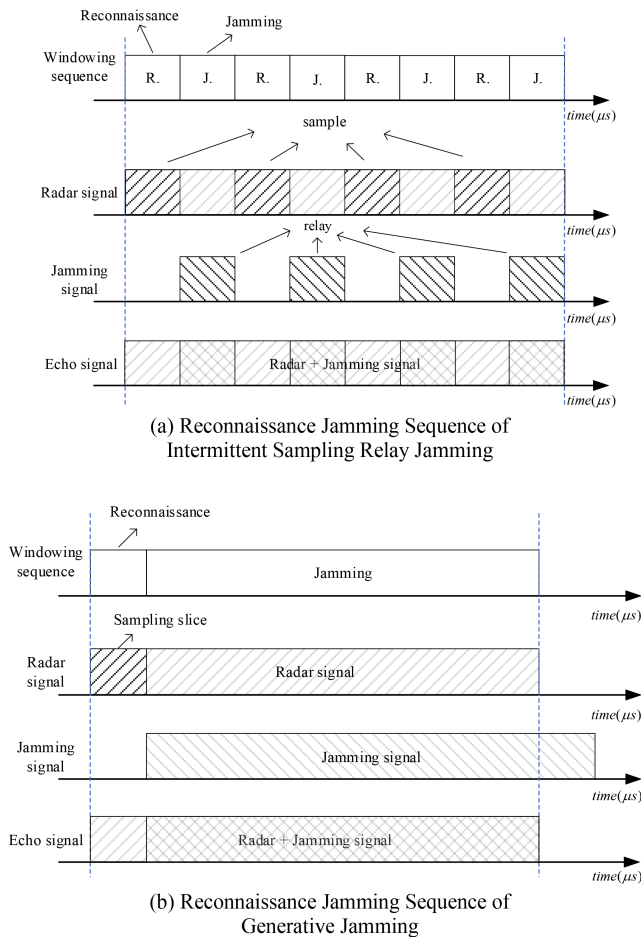 Reconnaissance
Jamming
Windowing
sequence
R. J. R. J. R. J. R. J.
time(μs)
sample
Radar signal
time(μs)
relay
Jamming
signal
time(μs)
Echo signal
Radar + Jamming signal
time(μs)
(a) Reconnaissance Jamming Sequence of
Intermittent Sampling Relay Jamming
Reconnaissance
Windowing
sequence
Jamming
time(μs)
Sampling slice
Radar
signal
Radar signal
time(μs)
Jamming
signal
Jamming signal
time(μs)
Echo signal
Radar + Jamming signal
time(μs)
(b) Reconnaissance Jamming Sequence of
Generative Jamming